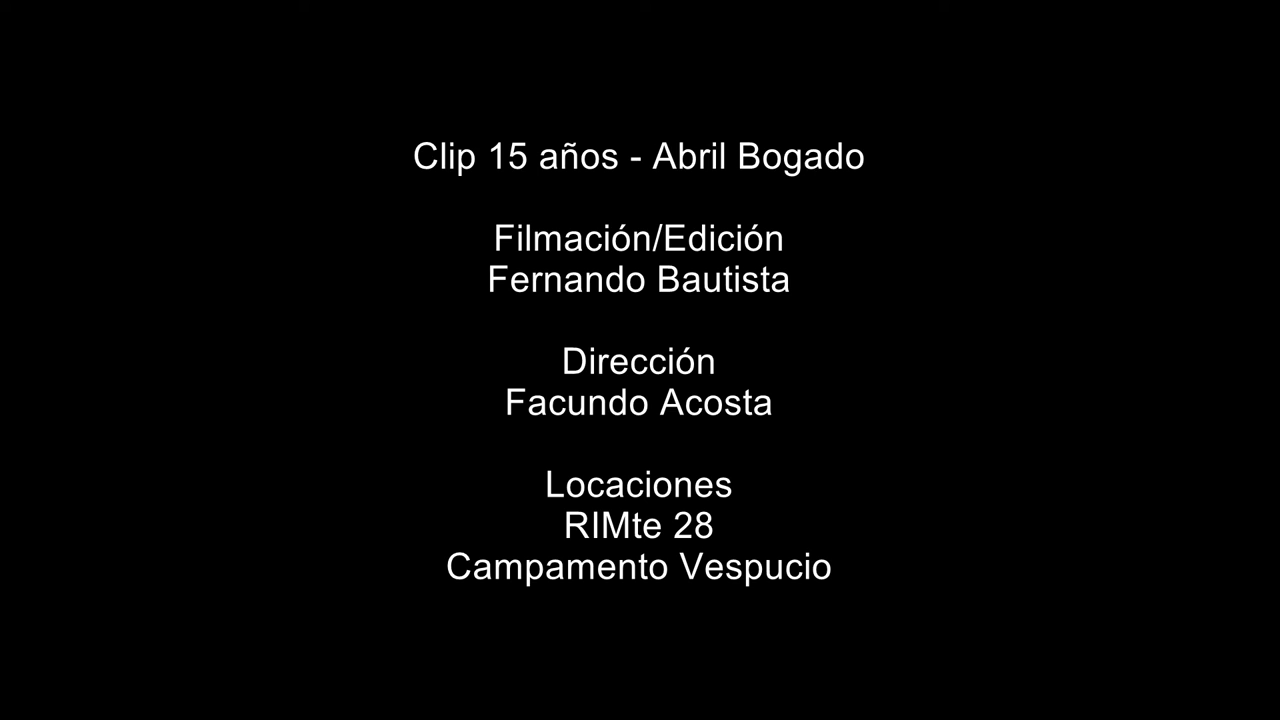 Clip 15 años - Abril Bogado
Filmación/Edición
Fernando Bautista
Dirección
Facundo Acosta
Locaciones
RIMte 28
Campamento Vespucio